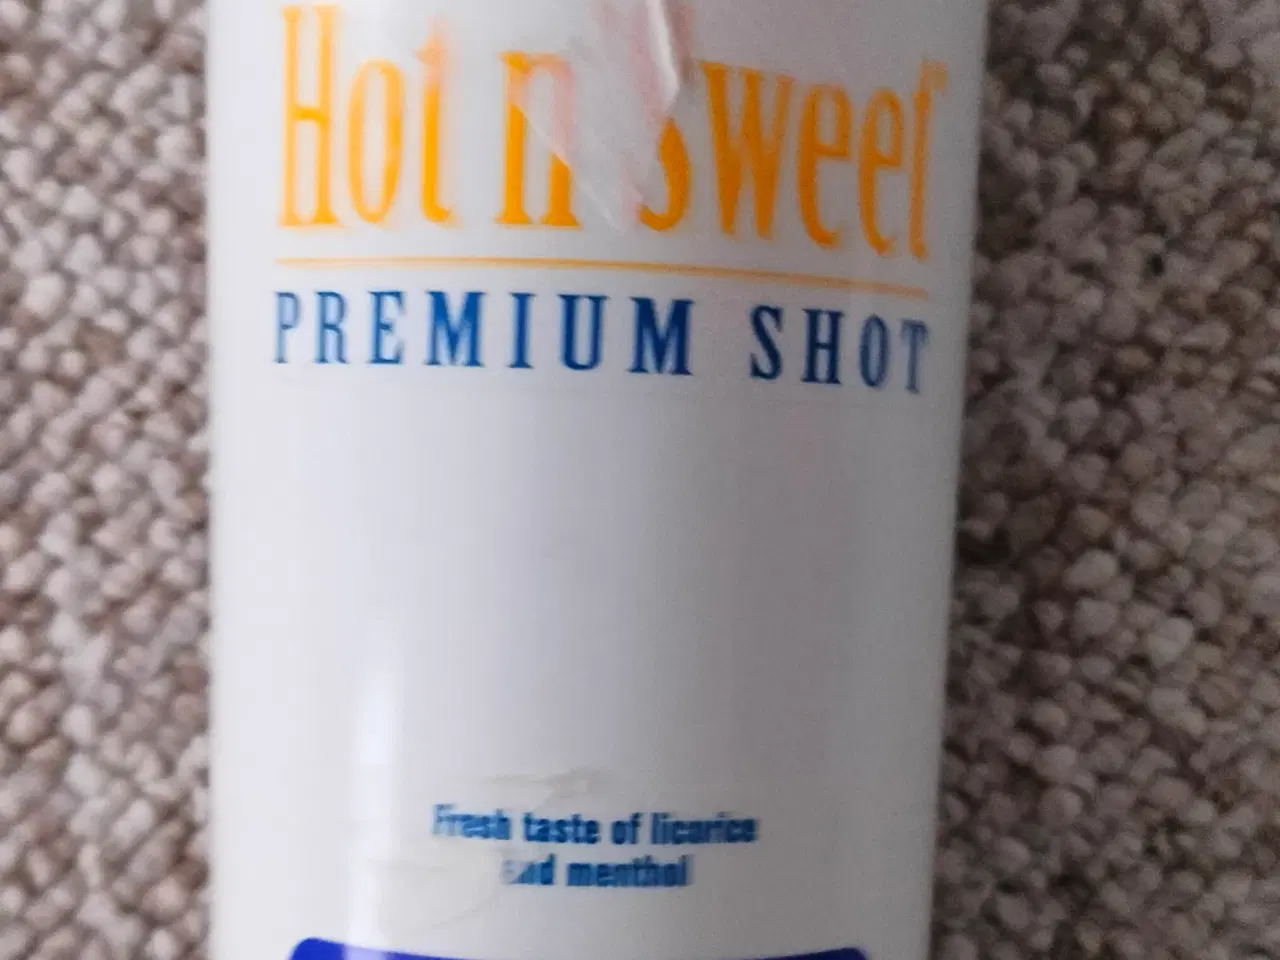 Hot n'Sweet
PREMIUM SHOT
Fresh taste of licorice
and menthol